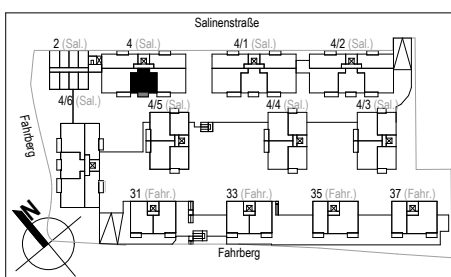 Salinenstraße
2 (Sal.) 4 (Sal.) 4/1 (Sal.) 4/2 (Sal.)
4/6 (Sal.) 4/5 (Sal.) 4/4 (Sal.) 4/3 (Sal.)
Fahrberg
31 (Fahr.) 33 (Fahr.) 35 (Fahr.) 37 (Fahr.)
N
Fahrberg